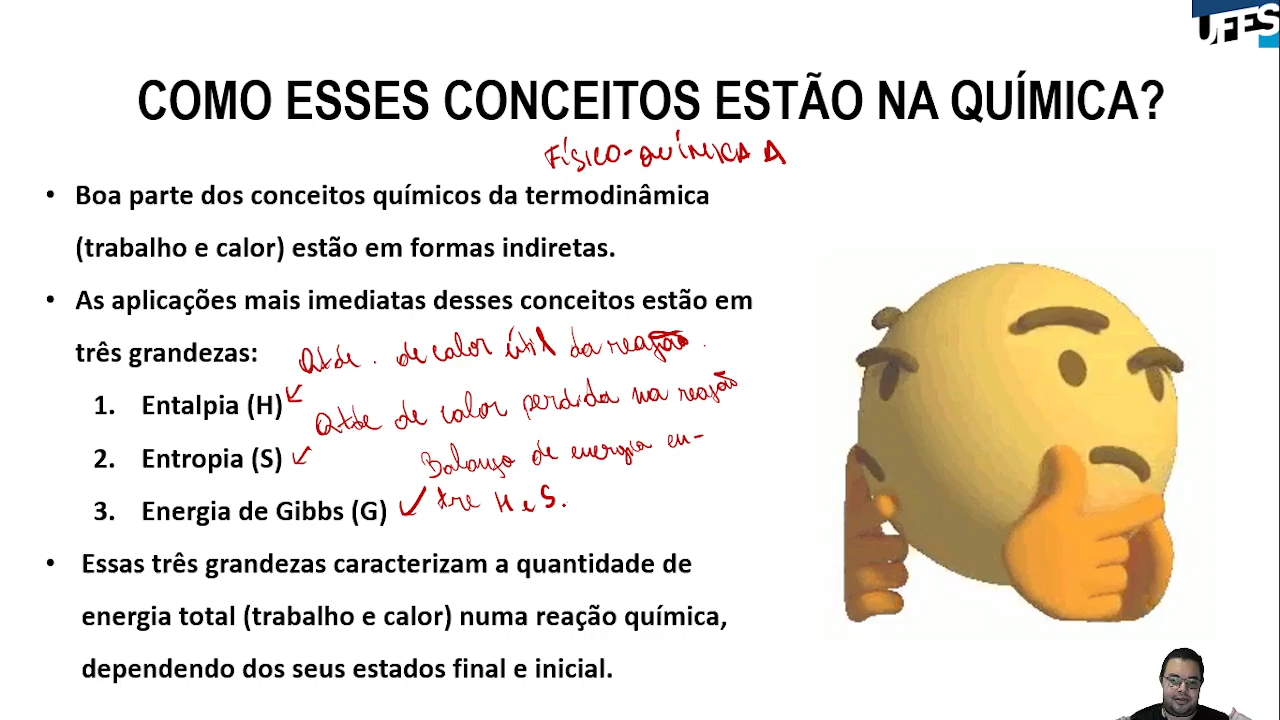 UFES
COMO ESSES CONCEITOS ESTÃO NA QUÍMICA?
FÍSICO-QUÍMICA A
• Boa parte dos conceitos químicos da termodinâmica
(trabalho e calor) estão em formas indiretas.
• As aplicações mais imediatas desses conceitos estão em
três grandezas:
Qtde. de calor útil da reação.
1. Entalpia (H)
Qtde de calor perdida na reação
2. Entropia (S)
Balanço de energia en-
tre H e S.
3. Energia de Gibbs (G)
• Essas três grandezas caracterizam a quantidade de
energia total (trabalho e calor) numa reação química,
dependendo dos seus estados final e inicial.